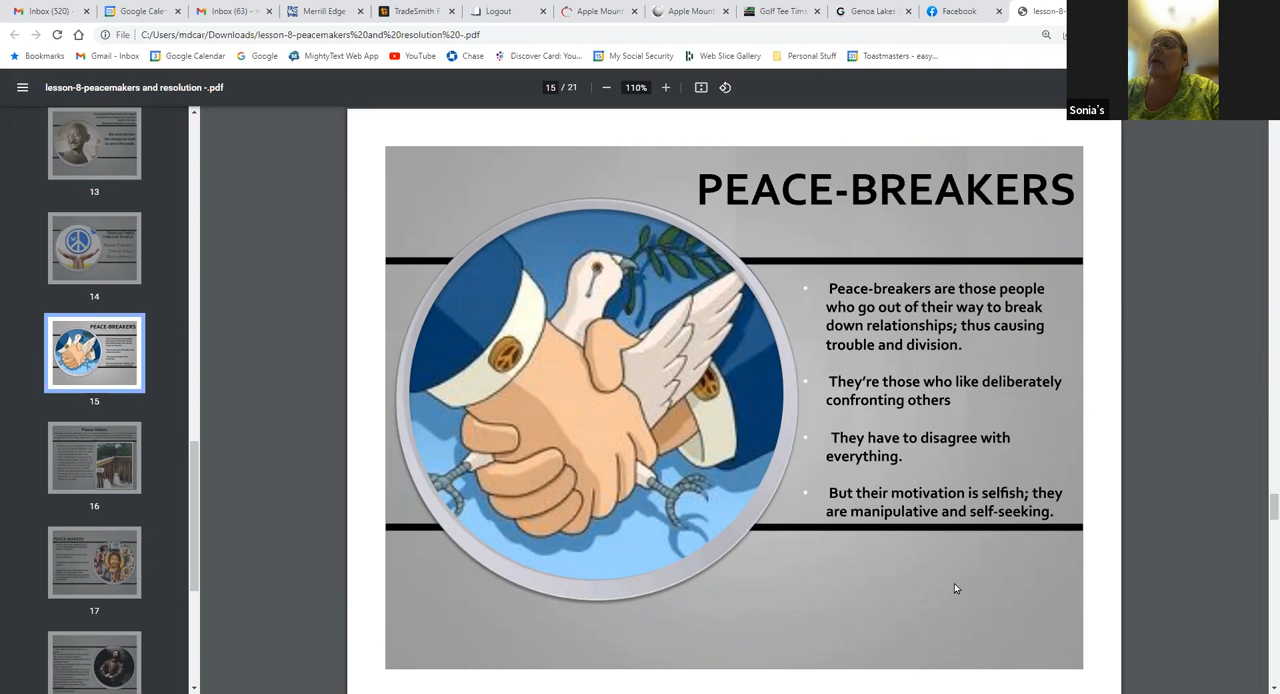 Inbox (520) -
Google Caler
Inbox (63) - m
Merrill Edge -
TradeSmith F
Logout
Apple Mount
Apple Mount
Golf Tee Time
Genoa Lakes
Facebook
lesson-8-
File
C:/Users/mdcar/Downloads/lesson-8-peacemakers%20and%20resolution%20-.pdf
Bookmarks
Gmail - Inbox
Google Calendar
Google
MightyText Web App
YouTube
Chase
Discover Card: You...
My Social Security
Web Slice Gallery
Personal Stuff
Toastmasters - easy...
Sonia's
lesson-8-peacemakers and resolution -.pdf
15 / 21
110%
13
14
PEACE-BREAKERS
15
16
PEACE-MAKERS
17
PEACE-BREAKERS
Peace-breakers are those people
who go out of their way to break
down relationships; thus causing
trouble and division.
They're those who like deliberately
confronting others
They have to disagree with
everything.
But their motivation is selfish; they
are manipulative and self-seeking.